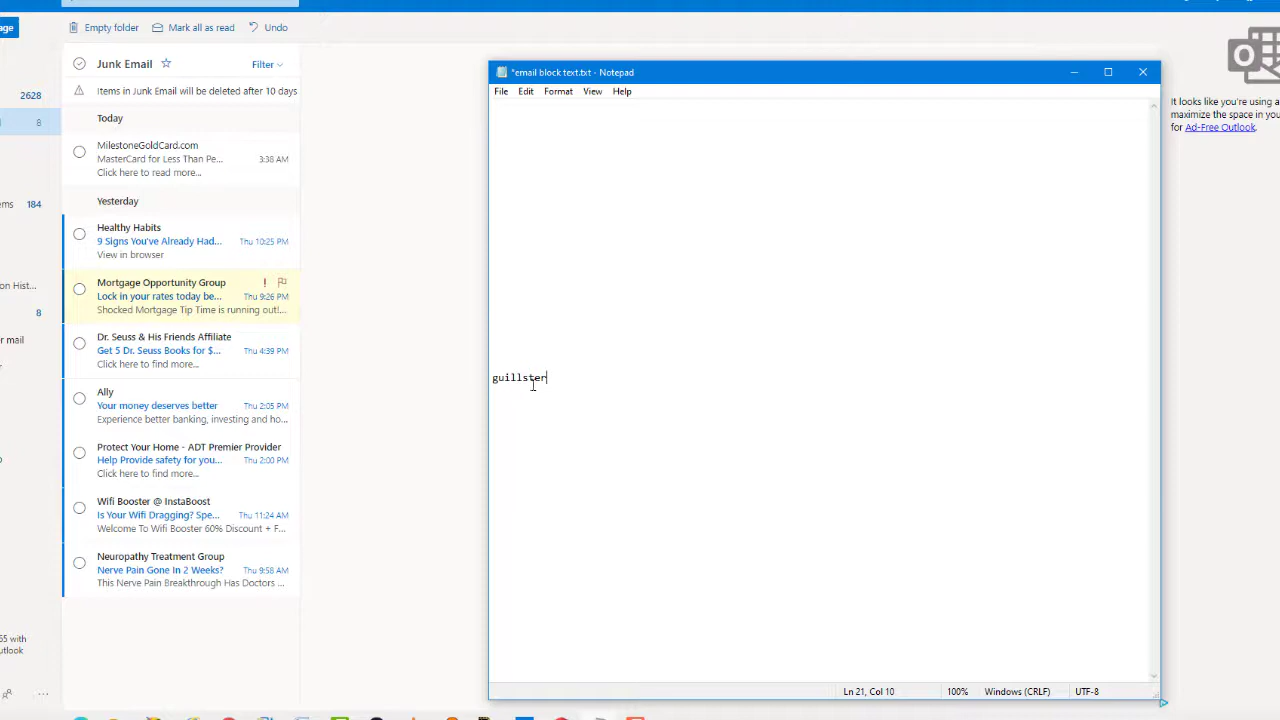 age
Empty folder
Mark all as read
Undo
Junk Email
Filter
Items in Junk Email will be deleted after 10 days
2628
8
Today
MilestoneGoldCard.com
MasterCard for Less Than Pe... 3:38 AM
Click here to read more...
Yesterday
ems 184
Healthy Habits
9 Signs You've Already Had... Thu 10:25 PM
View in browser
on Hist...
Mortgage Opportunity Group !
Lock in your rates today be... Thu 9:26 PM
Shocked Mortgage Tip Time is running out!...
8
er mail
Dr. Seuss & His Friends Affiliate
Get 5 Dr. Seuss Books for $... Thu 4:39 PM
Click here to find more...
Ally
Your money deserves better Thu 2:05 PM
Experience better banking, investing and ho...
Protect Your Home - ADT Premier Provider
Help Provide safety for you... Thu 2:00 PM
Click here to find more...
Wifi Booster @ InstaBoost
Is Your Wifi Dragging? Spe... Thu 11:24 AM
Welcome To Wifi Booster 60% Discount + F...
Neuropathy Treatment Group
Nerve Pain Gone In 2 Weeks? Thu 9:58 AM
This Nerve Pain Breakthrough Has Doctors ...
65 with
utlook
...
*email block text.txt - Notepad
File Edit Format View Help
guillster
Ln 21, Col 10
100%
Windows (CRLF)
UTF-8
O
It looks like you're using a
maximize the space in you
for Ad-Free Outlook.